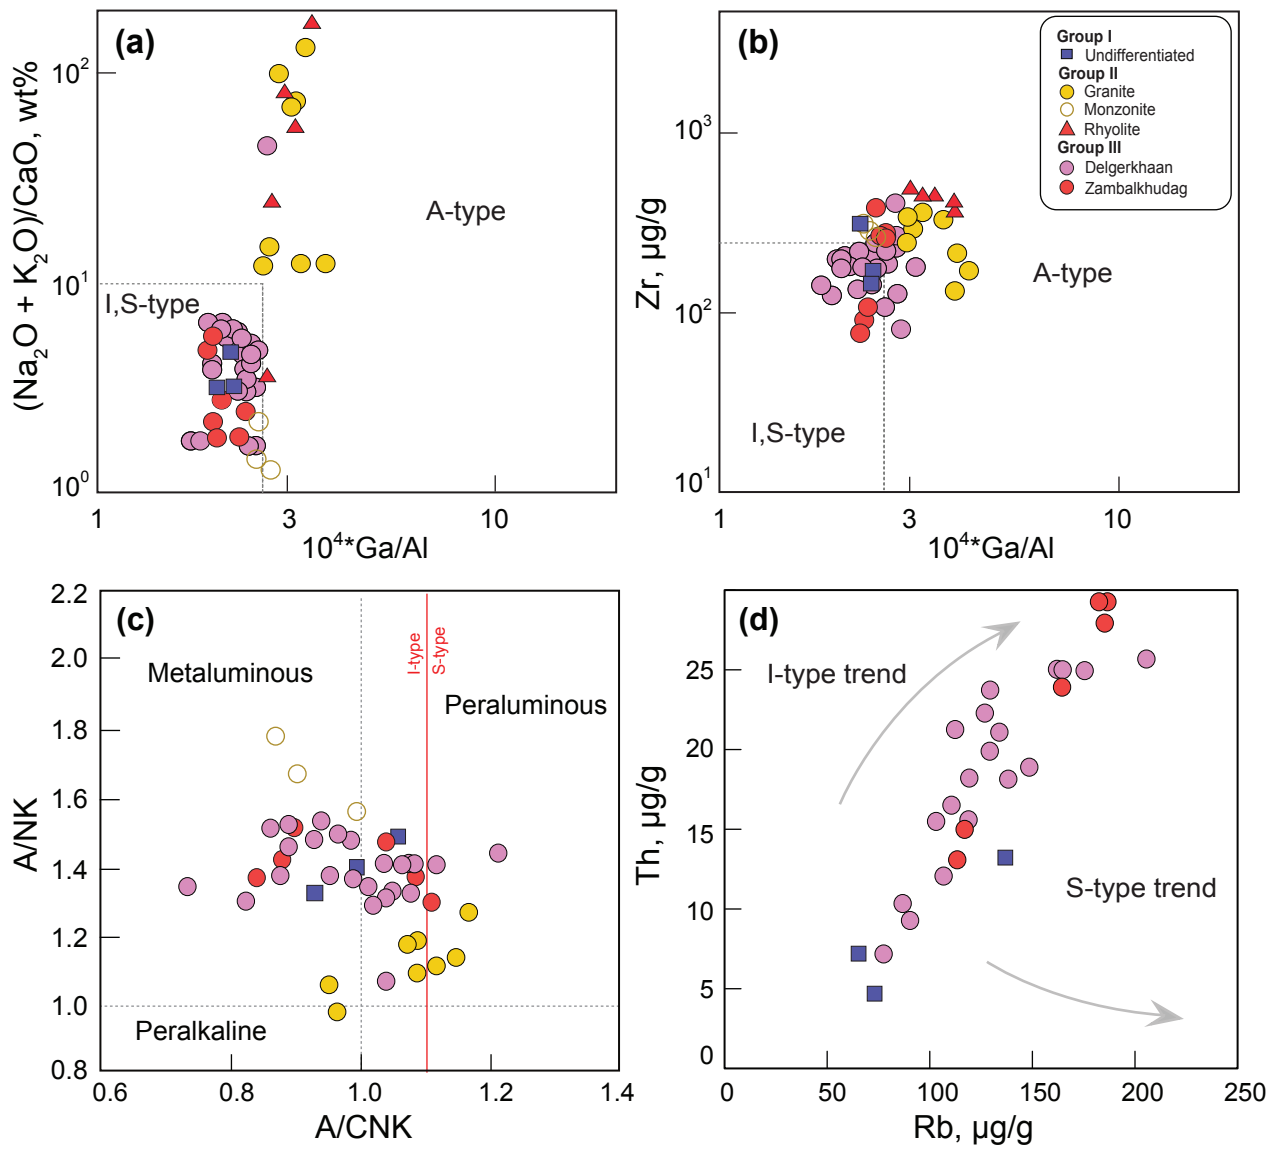 (a)
(Na₂O + K₂O)/CaO, wt%
10²
10¹
10⁰
A-type
I,S-type
1
3
10
10⁴*Ga/Al
(b)
Zr, µg/g
10³
10²
10¹
Group I
Undifferentiated
Group II
Granite
Monzonite
Rhyolite
Group III
Delgerkhaan
Zambalkhudag
A-type
I,S-type
1
3
10
10⁴*Ga/Al
(c)
A/NK
2.2
2.0
1.8
1.6
1.4
1.2
1.0
0.8
Metaluminous
I-type
S-type
Peraluminous
Peralkaline
0.6
0.8
1.0
1.2
1.4
A/CNK
(d)
Th, µg/g
25
20
15
10
5
0
I-type trend
S-type trend
0
50
100
150
200
250
Rb, µg/g